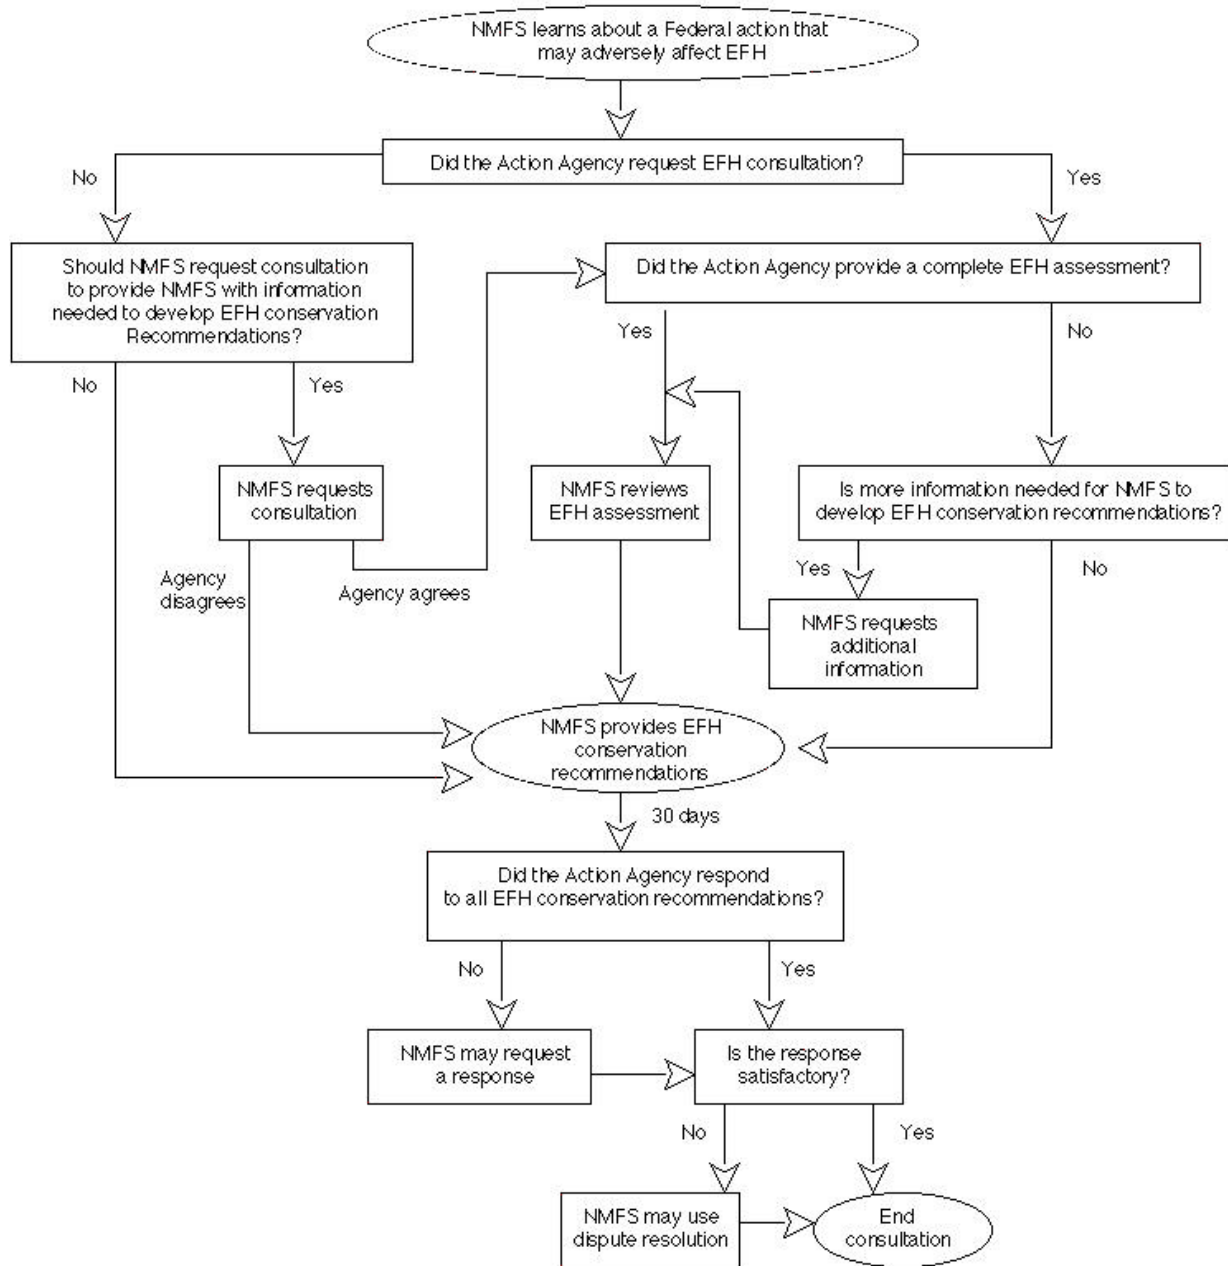 NMFS learns about a Federal action that
may adversely affect EFH
Did the Action Agency request EFH consultation?
No
Yes
Should NMFS request consultation
to provide NMFS with information
needed to develop EFH conservation
Recommendations?
Did the Action Agency provide a complete EFH assessment?
Yes
No
No
Yes
NMFS requests
consultation
NMFS reviews
EFH assessment
Is more information needed for NMFS to
develop EFH conservation recommendations?
Agency
disagrees
Agency agrees
Yes
No
NMFS requests
additional
information
NMFS provides EFH
conservation
recommendations
30 days
Did the Action Agency respond
to all EFH conservation recommendations?
No
Yes
NMFS may request
a response
Is the response
satisfactory?
No
Yes
NMFS may use
dispute resolution
End
consultation